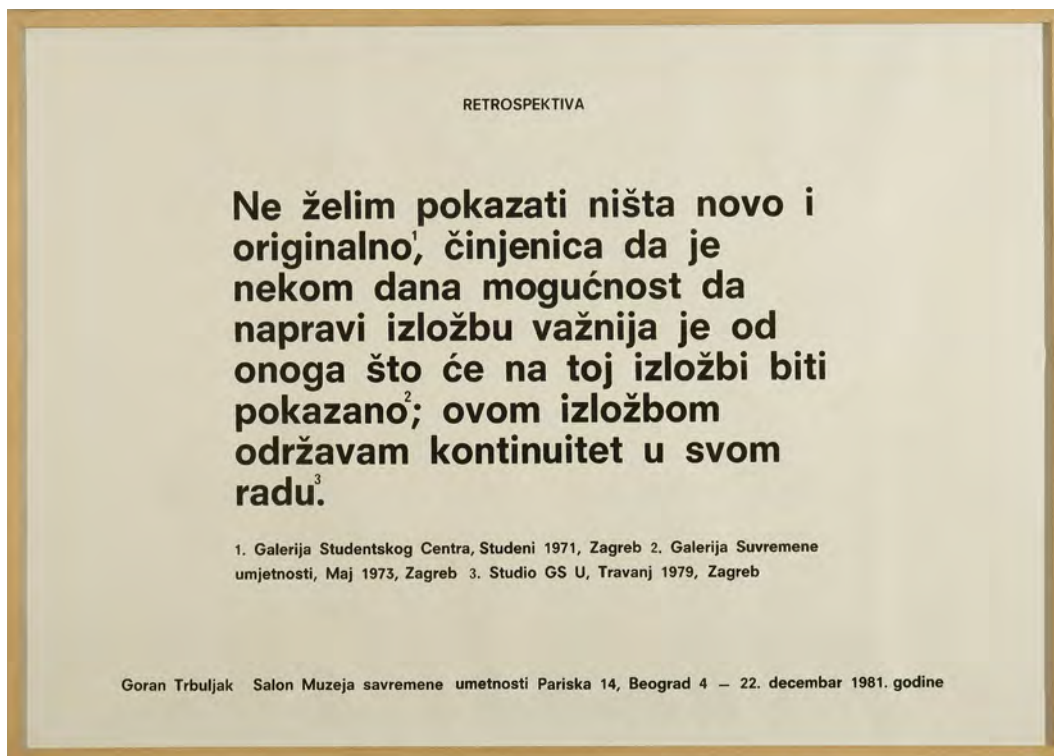 RETROSPEKTIVA
Ne želim pokazati ništa novo i
originalno¹, činjenica da je
nekom dana mogućnost da
napravi izložbu važnija je od
onoga što će na toj izložbi biti
pokazano²; ovom izložbom
održavam kontinuitet u svom
radu³.
1. Galerija Studentskog Centra, Studeni 1971, Zagreb 2. Galerija Suvremene
umjetnosti, Maj 1973, Zagreb 3. Studio GS U, Travanj 1979, Zagreb
Goran Trbuljak Salon Muzeja savremene umetnosti Pariska 14, Beograd 4 — 22. decembar 1981. godine